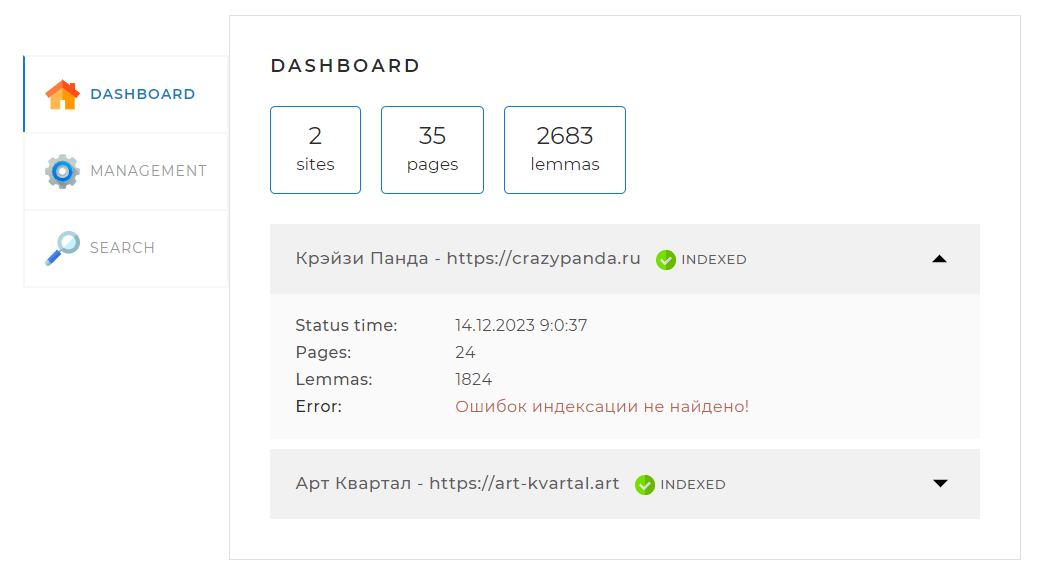 DASHBOARD
MANAGEMENT
SEARCH
DASHBOARD
2
sites
35
pages
2683
lemmas
Крэйзи Панда - https://crazypanda.ru INDEXED
Status time: 14.12.2023 9:0:37
Pages: 24
Lemmas: 1824
Error: Ошибок индексации не найдено!
Арт Квартал - https://art-kvartal.art INDEXED